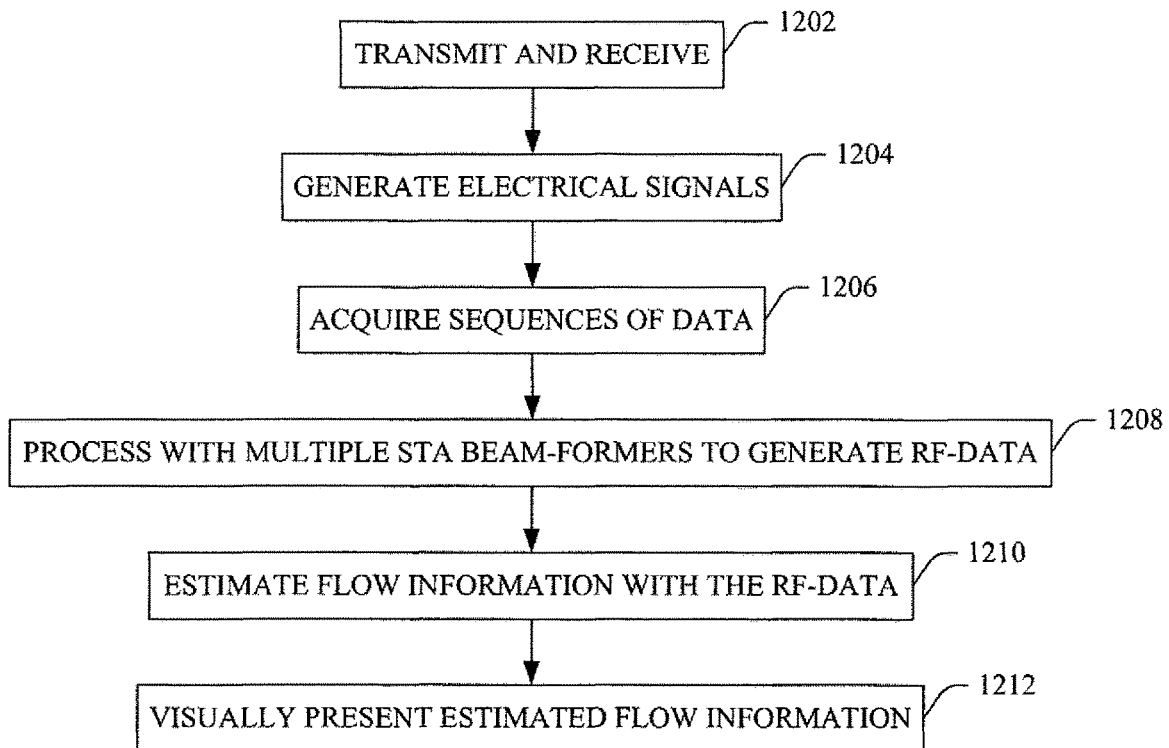 1202
TRANSMIT AND RECEIVE
1204
GENERATE ELECTRICAL SIGNALS
1206
ACQUIRE SEQUENCES OF DATA
1208
PROCESS WITH MULTIPLE STA BEAM-FORMERS TO GENERATE RF-DATA
1210
ESTIMATE FLOW INFORMATION WITH THE RF-DATA
1212
VISUALLY PRESENT ESTIMATED FLOW INFORMATION